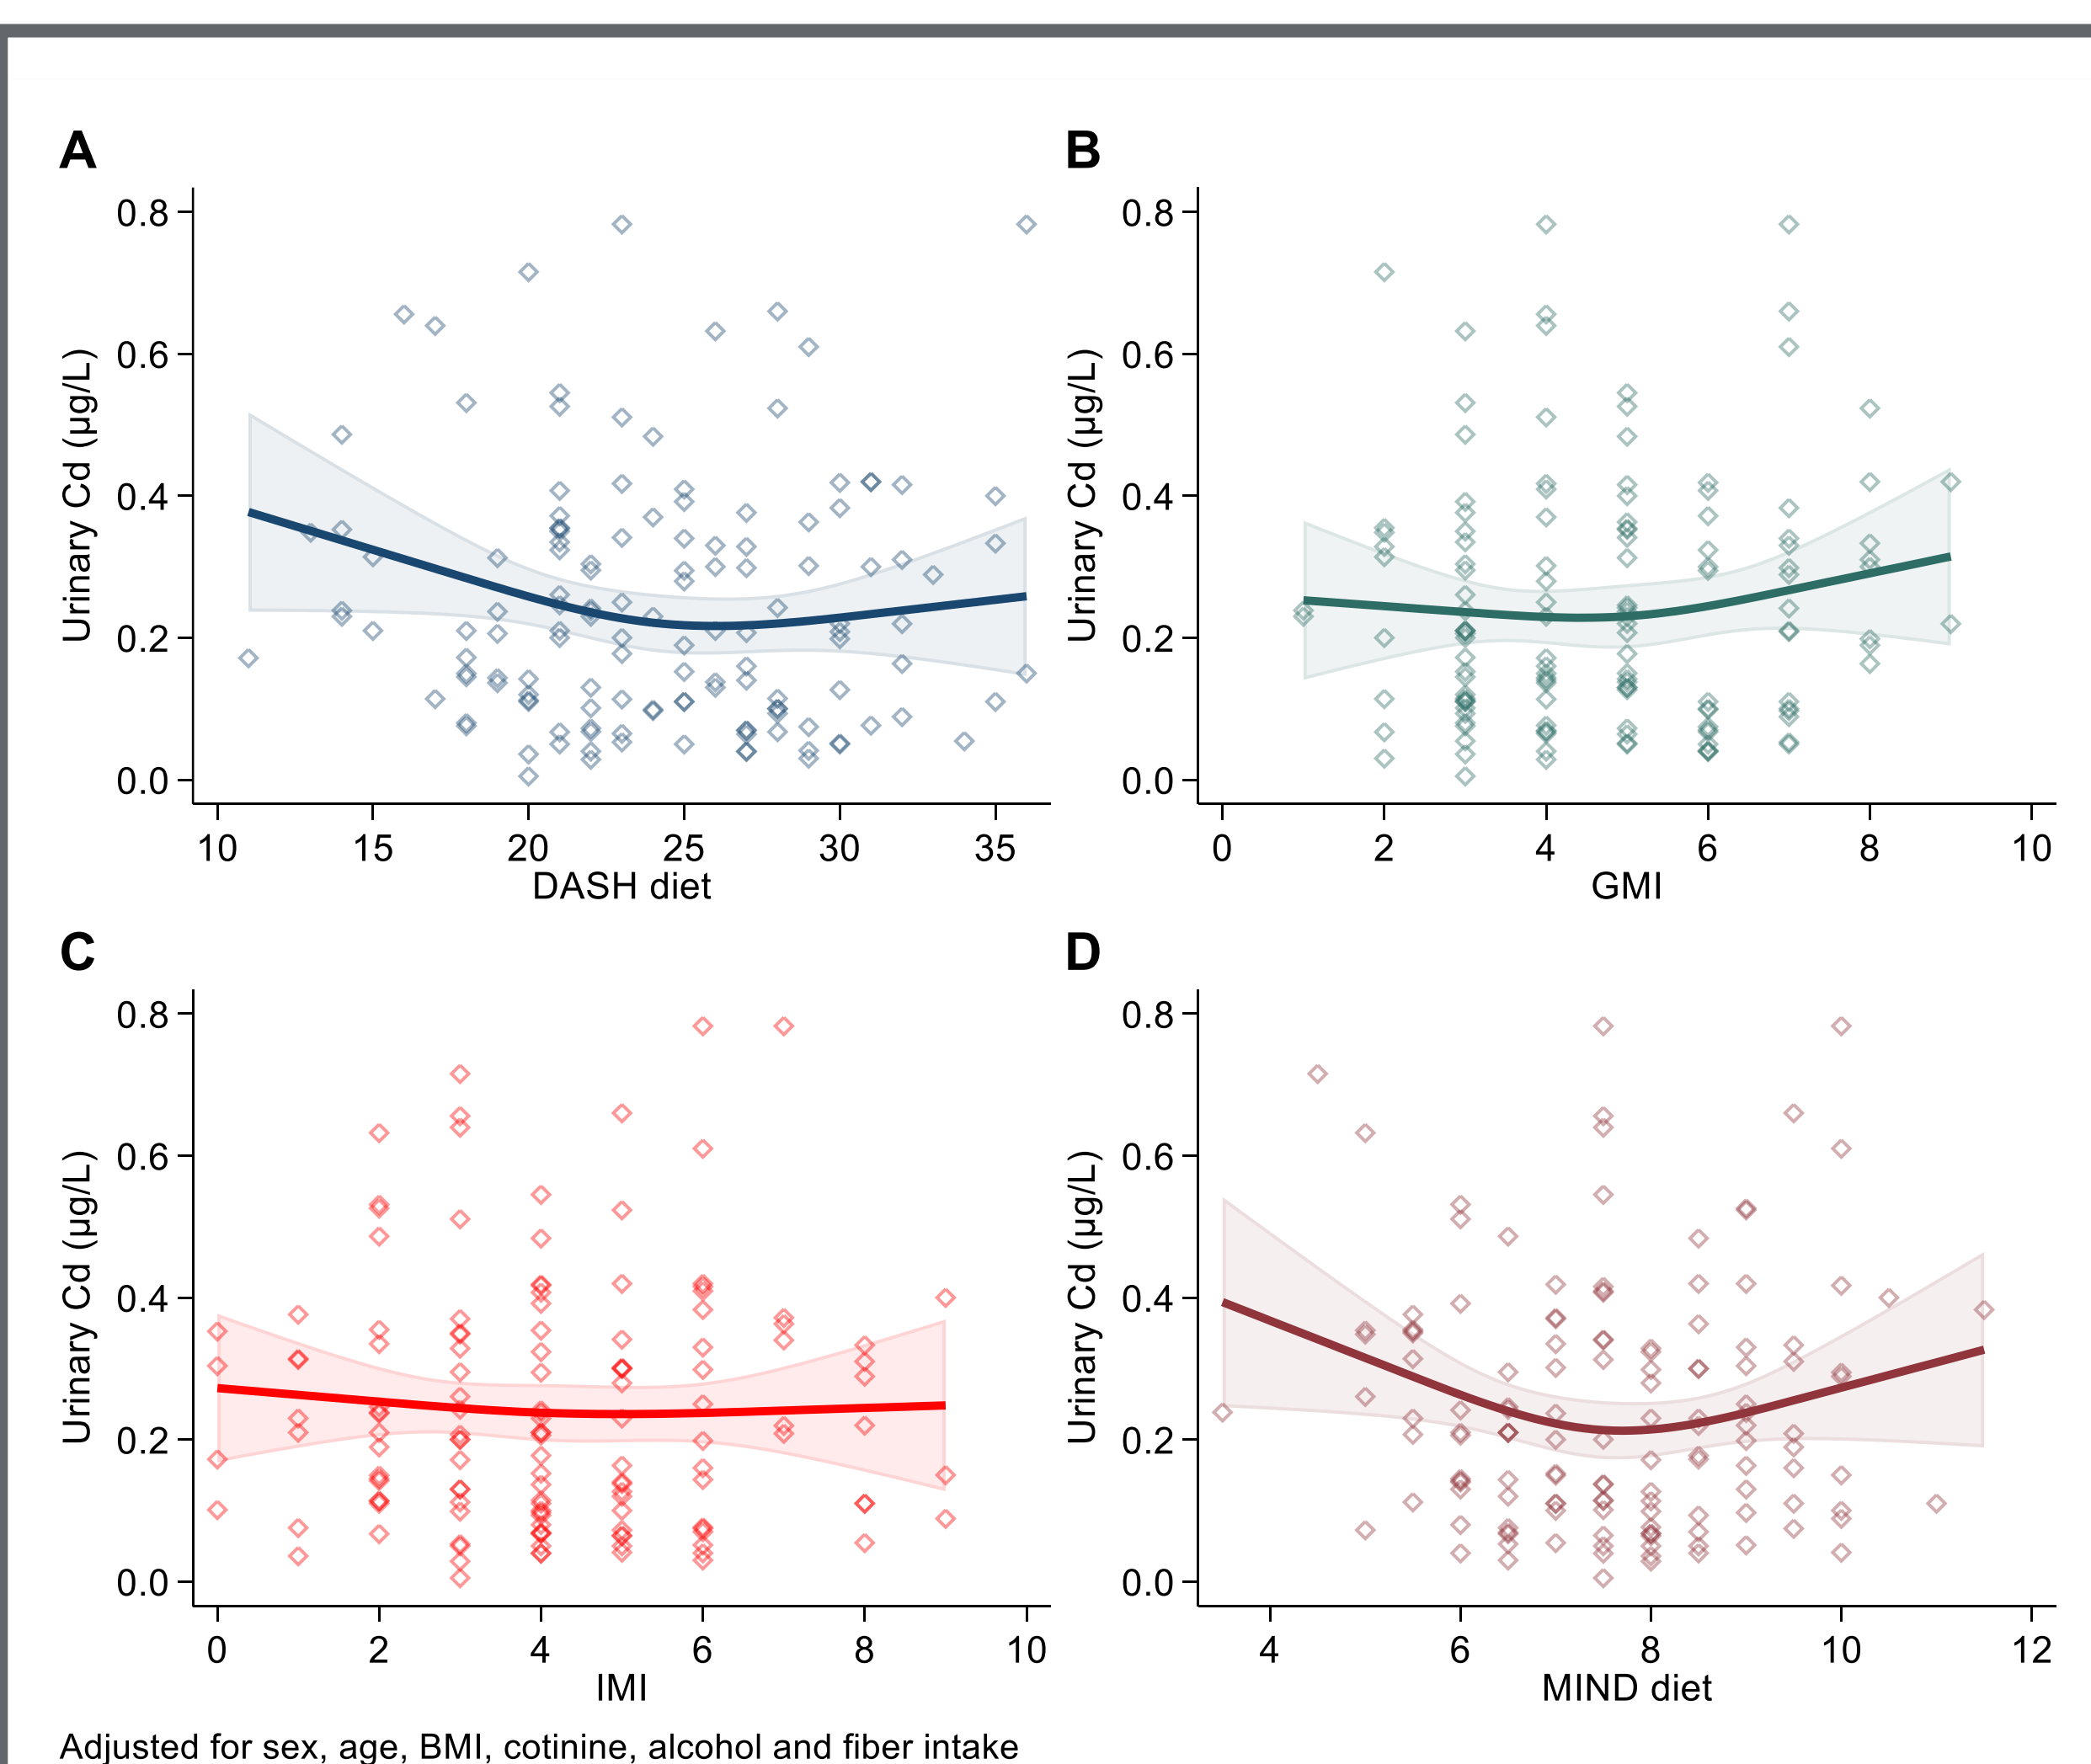 A
B
0.8
0.6
0.4
0.2
0.0
Urinary Cd (µg/L)
10 15 20 25 30 35
DASH diet
0.8
0.6
0.4
0.2
0.0
Urinary Cd (µg/L)
0 2 4 6 8 10
GMI
C
D
0.8
0.6
0.4
0.2
0.0
Urinary Cd (µg/L)
0 2 4 6 8 10
IMI
0.8
0.6
0.4
0.2
0.0
Urinary Cd (µg/L)
4 6 8 10 12
MIND diet
Adjusted for sex, age, BMI, cotinine, alcohol and fiber intake